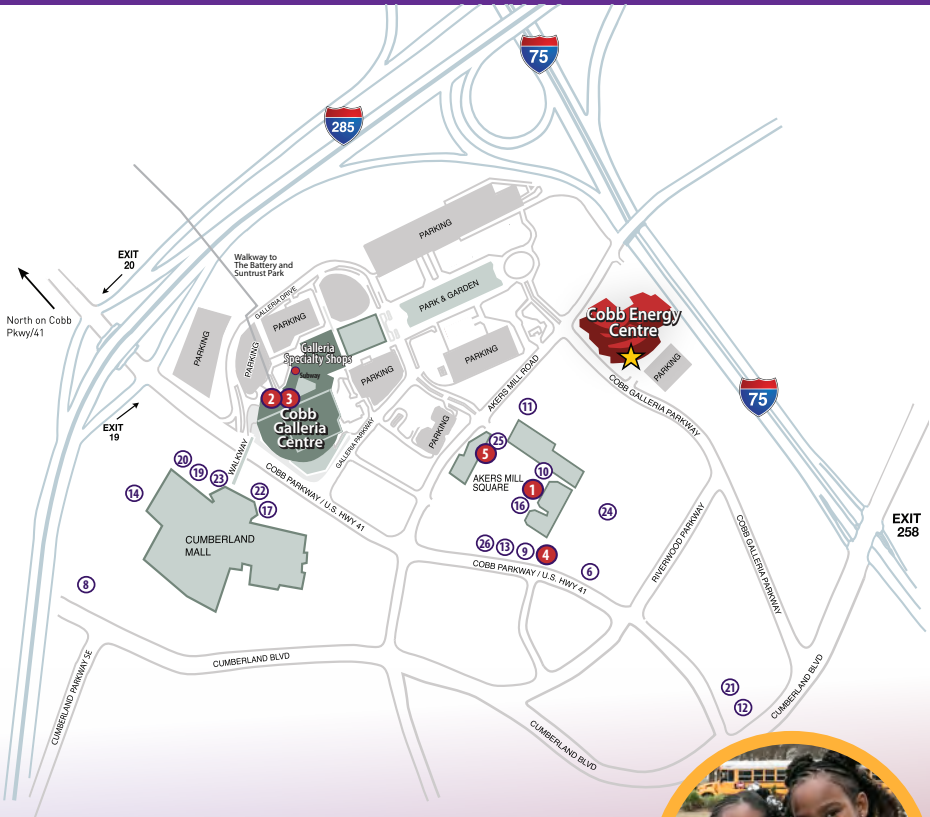 75
285
EXIT
20
Walkway to
The Battery and
Suntrust Park
North on Cobb
Pkwy/41
GALLERIA DRIVE
PARKING
PARK & GARDEN
PARKING
PARKING
PARKING
Galleria
Specialty Shops
Subway
PARKING
PARKING
Cobb Energy
Centre
PARKING
75
2
3
Cobb
Galleria
Centre
EXIT
19
AKERS MILL ROAD
COBB GALLERIA PARKWAY
11
PARKING
GALLERIA PARKWAY
WALKWAY
25
5
20
19
23
14
22
17
COBB PARKWAY / U.S. HWY 41
AKERS MILL
SQUARE
10
1
16
24
CUMBERLAND
MALL
26
13
9
4
6
COBB PARKWAY / U.S. HWY 41
RIVERWOOD PARKWAY
COBB GALLERIA PARKWAY
EXIT
258
8
CUMBERLAND PARKWAY SE
CUMBERLAND BLVD
21
12
CUMBERLAND BLVD
CUMBERLAND BLVD